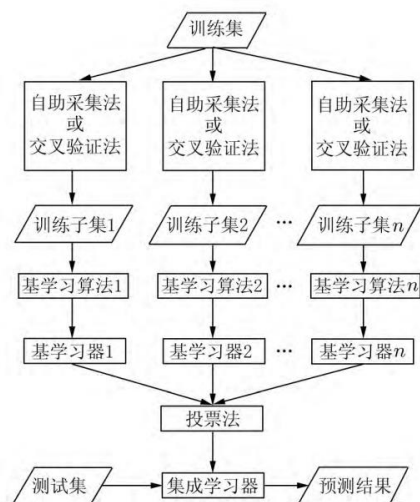 训练集
自助采集法 自助采集法 自助采集法
或 或 或
交叉验证法 交叉验证法 交叉验证法
训练子集1 训练子集2 … 训练子集n
基学习算法1 基学习算法2 … 基学习算法n
基学习器1 基学习器2 … 基学习器n
投票法
测试集 集成学习器 预测结果